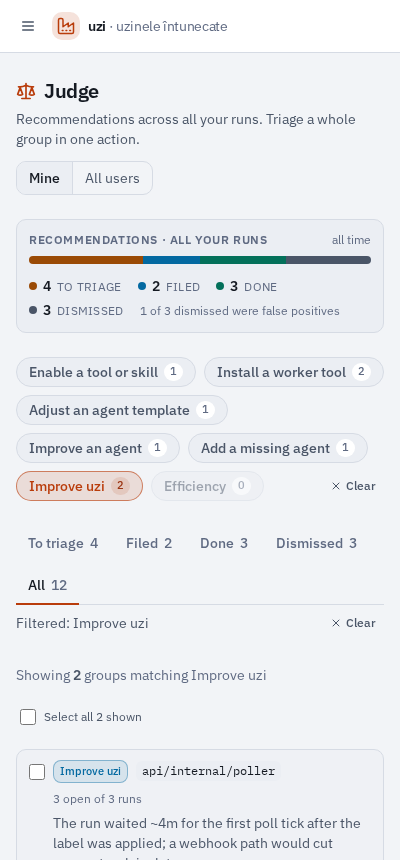 uzi · uzinele întunecate
Judge
Recommendations across all your runs. Triage a whole
group in one action.
Mine All users
RECOMMENDATIONS · ALL YOUR RUNS all time
4 TO TRIAGE 2 FILED 3 DONE
3 DISMISSED 1 of 3 dismissed were false positives
Enable a tool or skill 1 Install a worker tool 2
Adjust an agent template 1
Improve an agent 1 Add a missing agent 1
Improve uzi 2 Efficiency 0 × Clear
To triage 4 Filed 2 Done 3 Dismissed 3
All 12
Filtered: Improve uzi × Clear
Showing 2 groups matching Improve uzi
Select all 2 shown
Improve uzi api/internal/poller
3 open of 3 runs
The run waited ~4m for the first poll tick after the
label was applied; a webhook path would cut